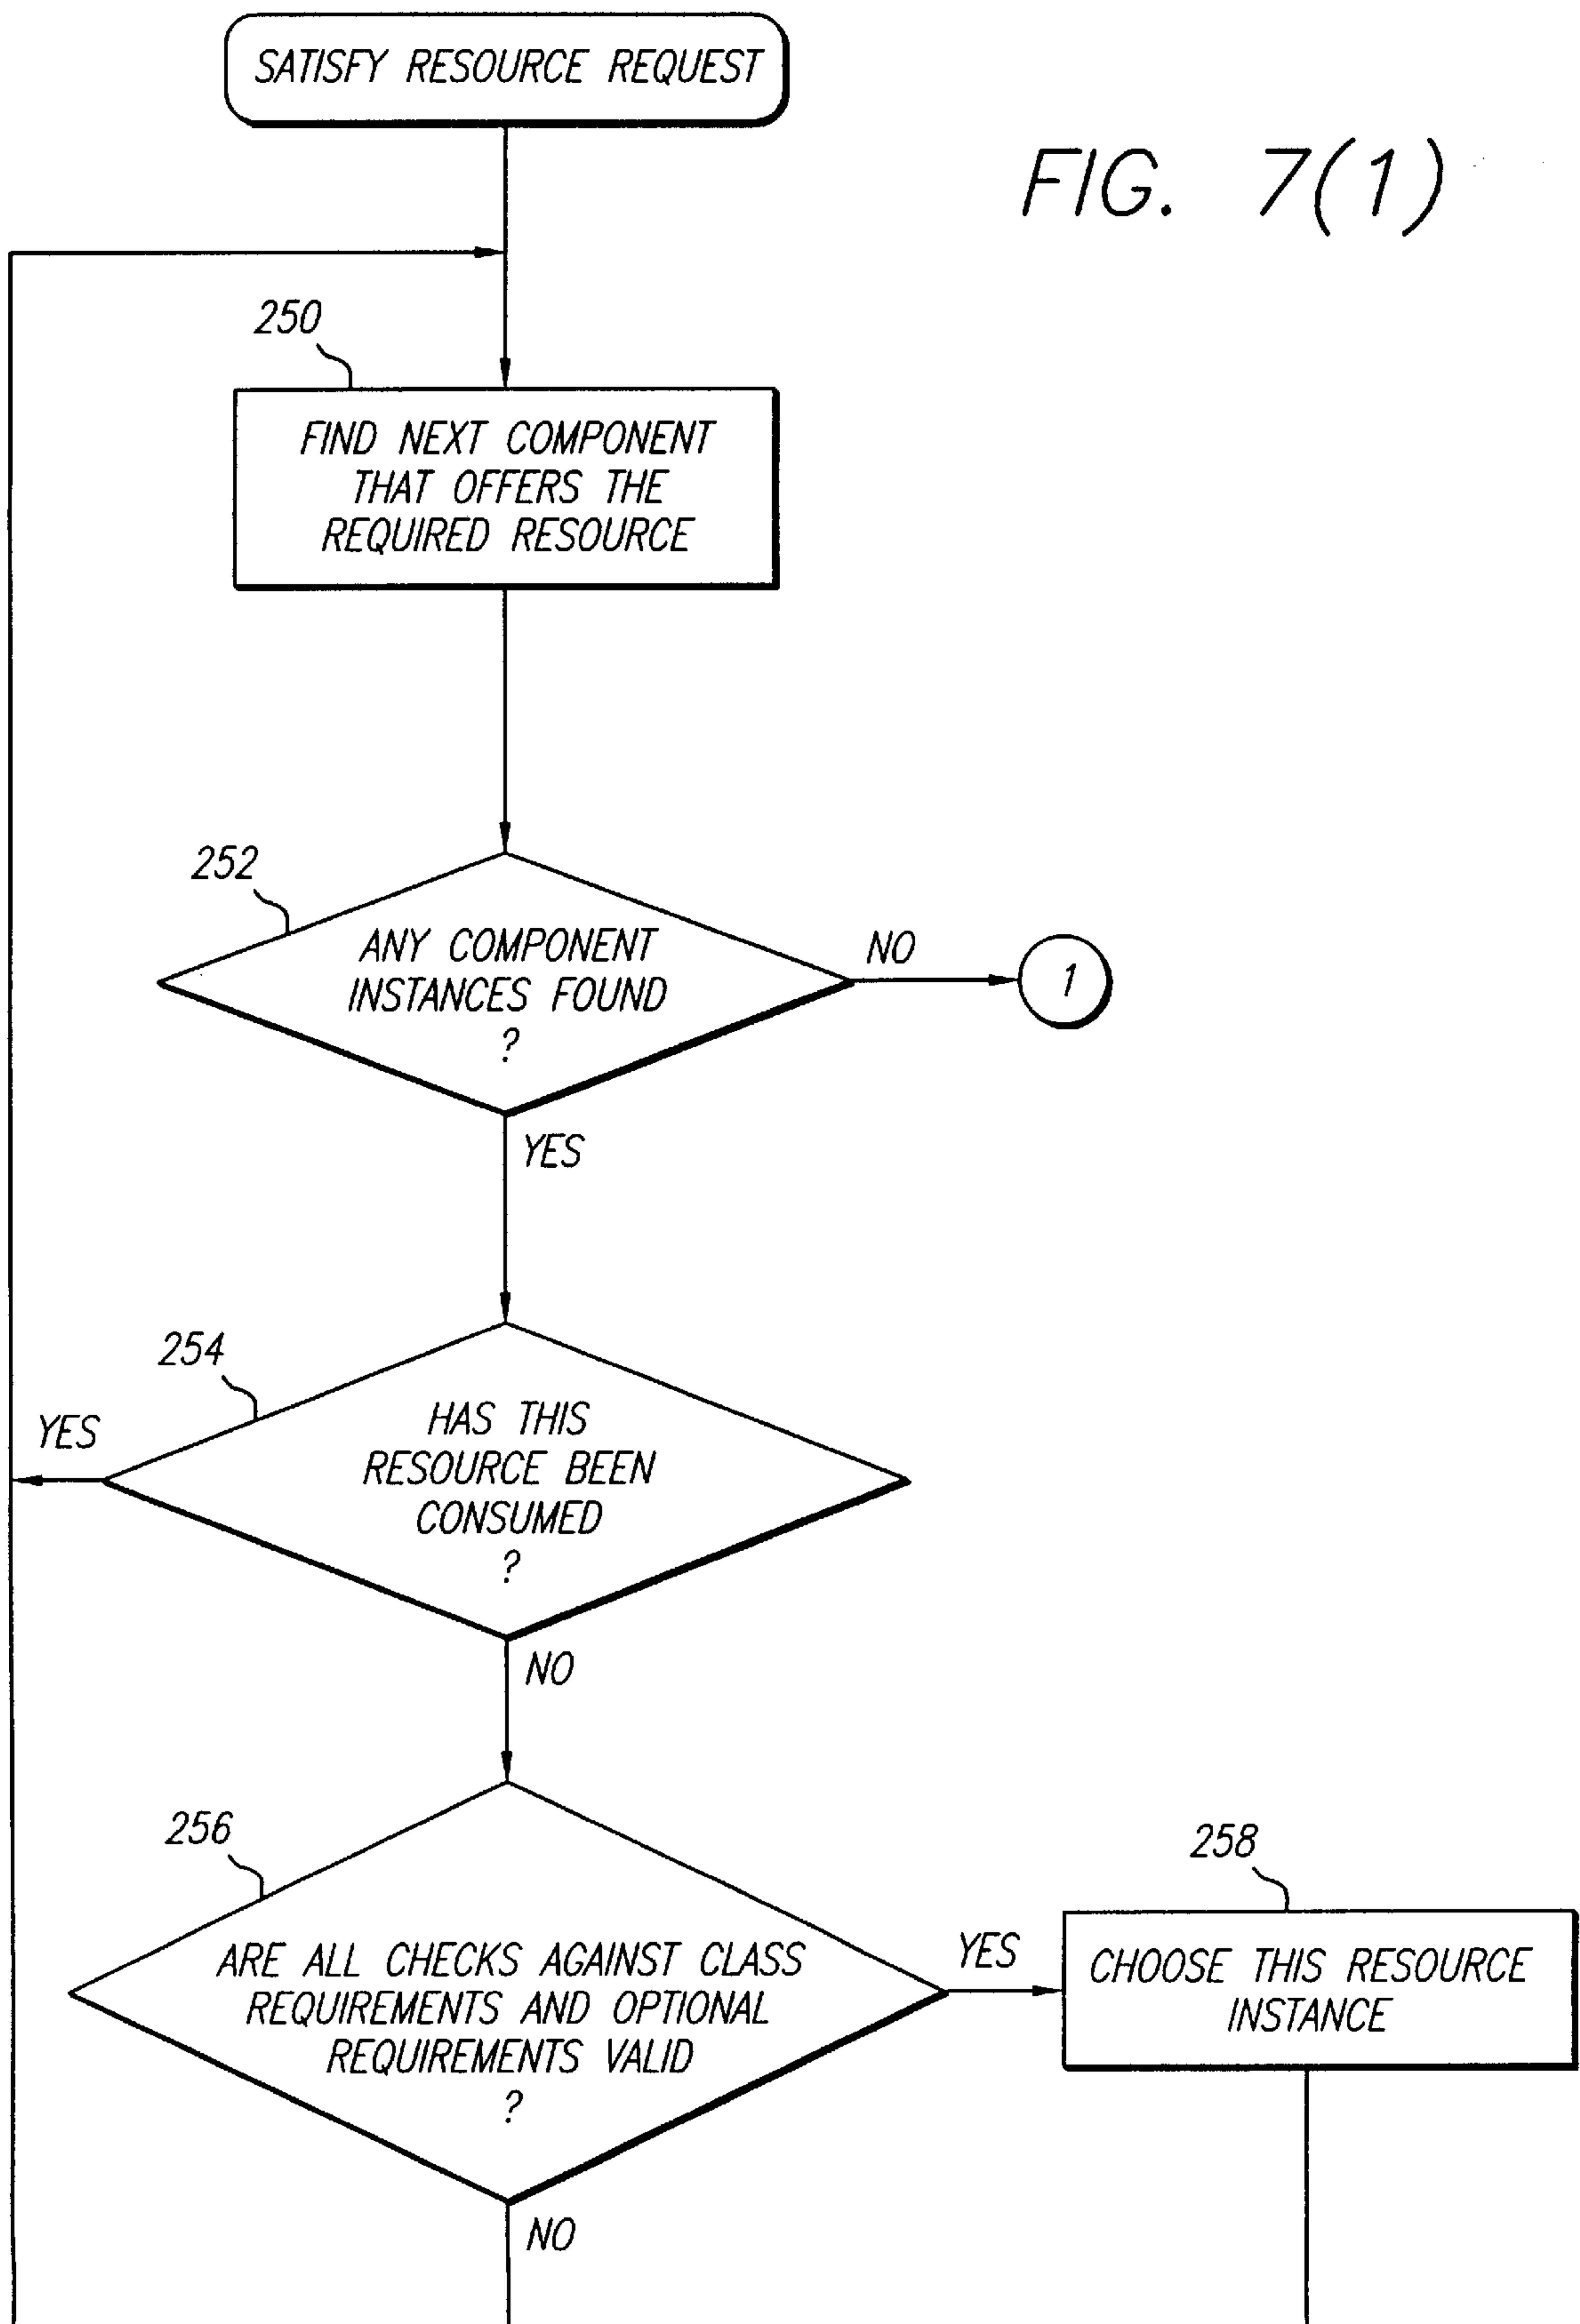 SATISFY RESOURCE REQUEST
FIG. 7(1)
250
FIND NEXT COMPONENT
THAT OFFERS THE
REQUIRED RESOURCE
252
ANY COMPONENT
INSTANCES FOUND
?
NO
1
YES
254
HAS THIS
RESOURCE BEEN
CONSUMED
?
YES
NO
256
ARE ALL CHECKS AGAINST CLASS
REQUIREMENTS AND OPTIONAL
REQUIREMENTS VALID
?
YES
258
CHOOSE THIS RESOURCE
INSTANCE
NO